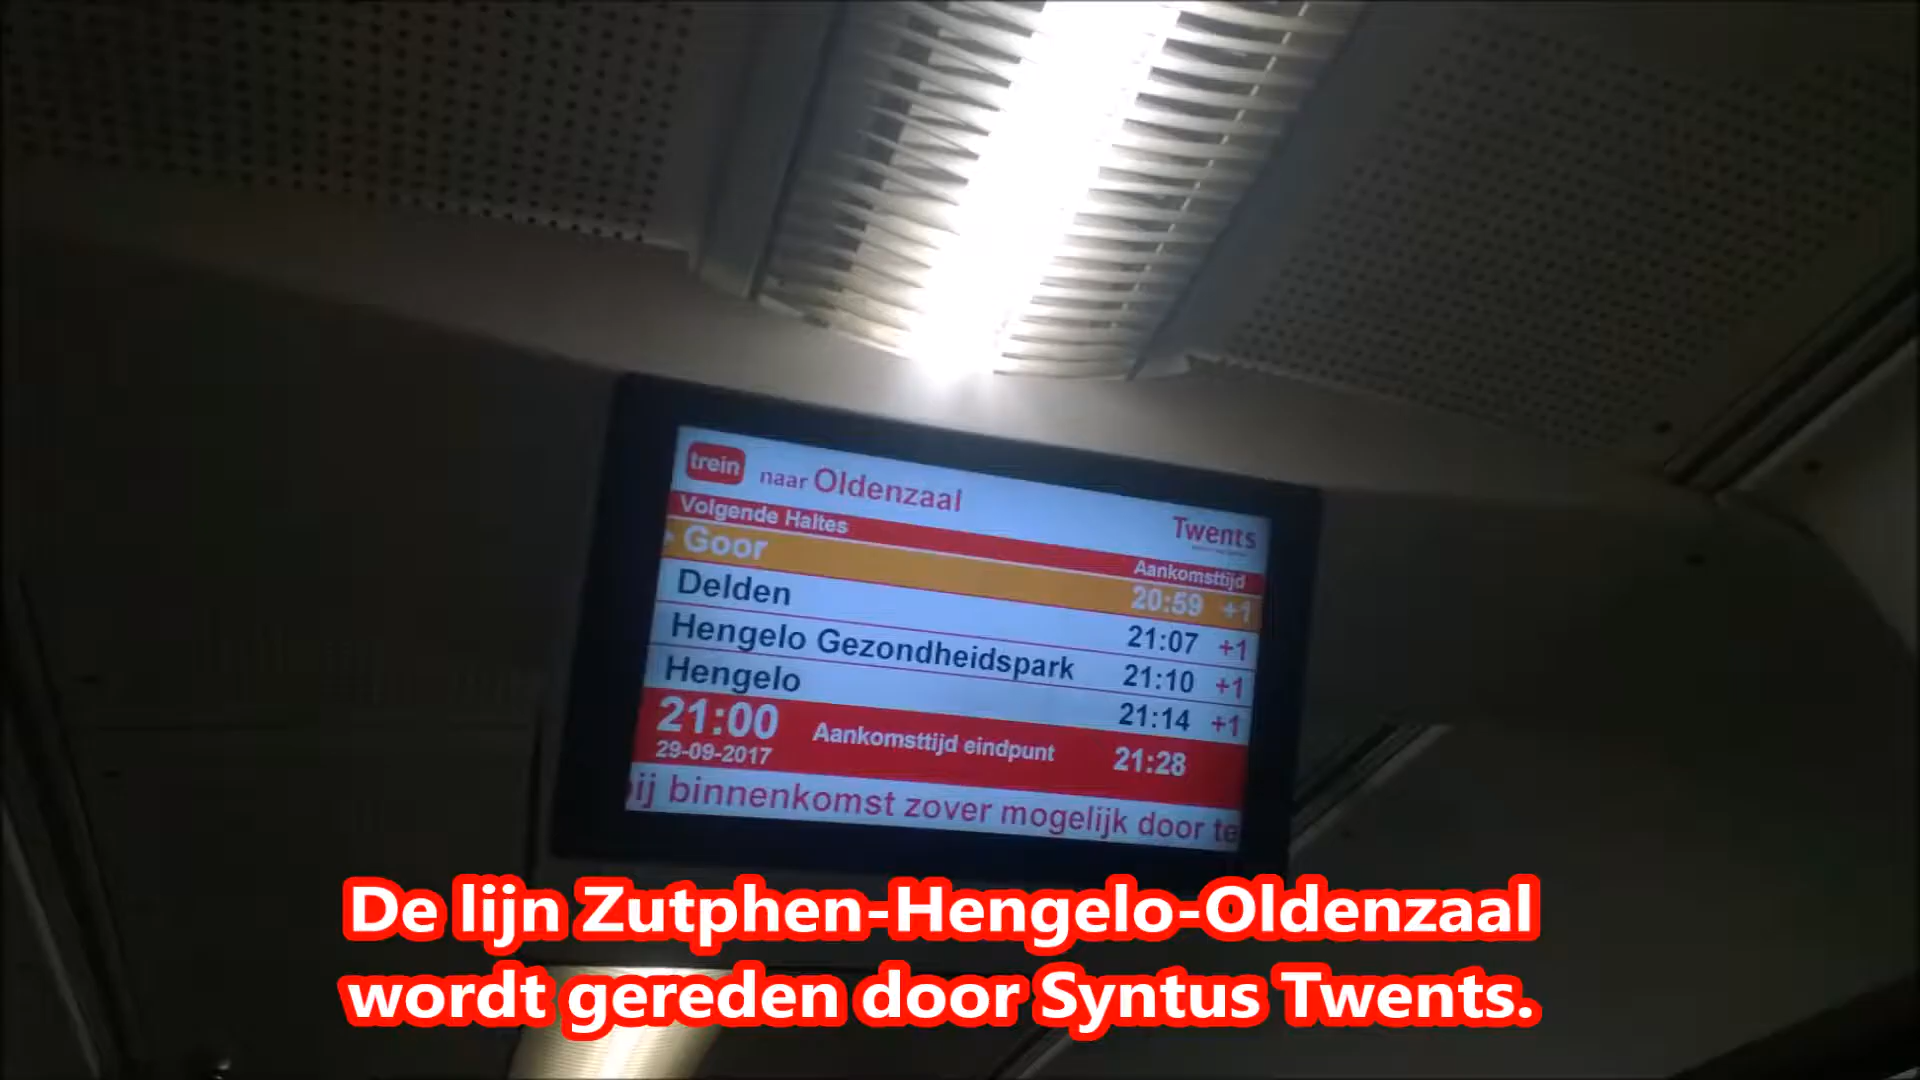 trein naar Oldenzaal
Twents
Volgende Haltes Aankomsttijd
Goor 20:59 +1
Delden 21:07 +1
Hengelo Gezondheidspark 21:10 +1
Hengelo 21:14 +1
21:00 Aankomsttijd eindpunt 21:28
29-09-2017
binnenkomst zover mogelijk door
De lijn Zutphen-Hengelo-Oldenzaal
wordt gereden door Syntus Twents.